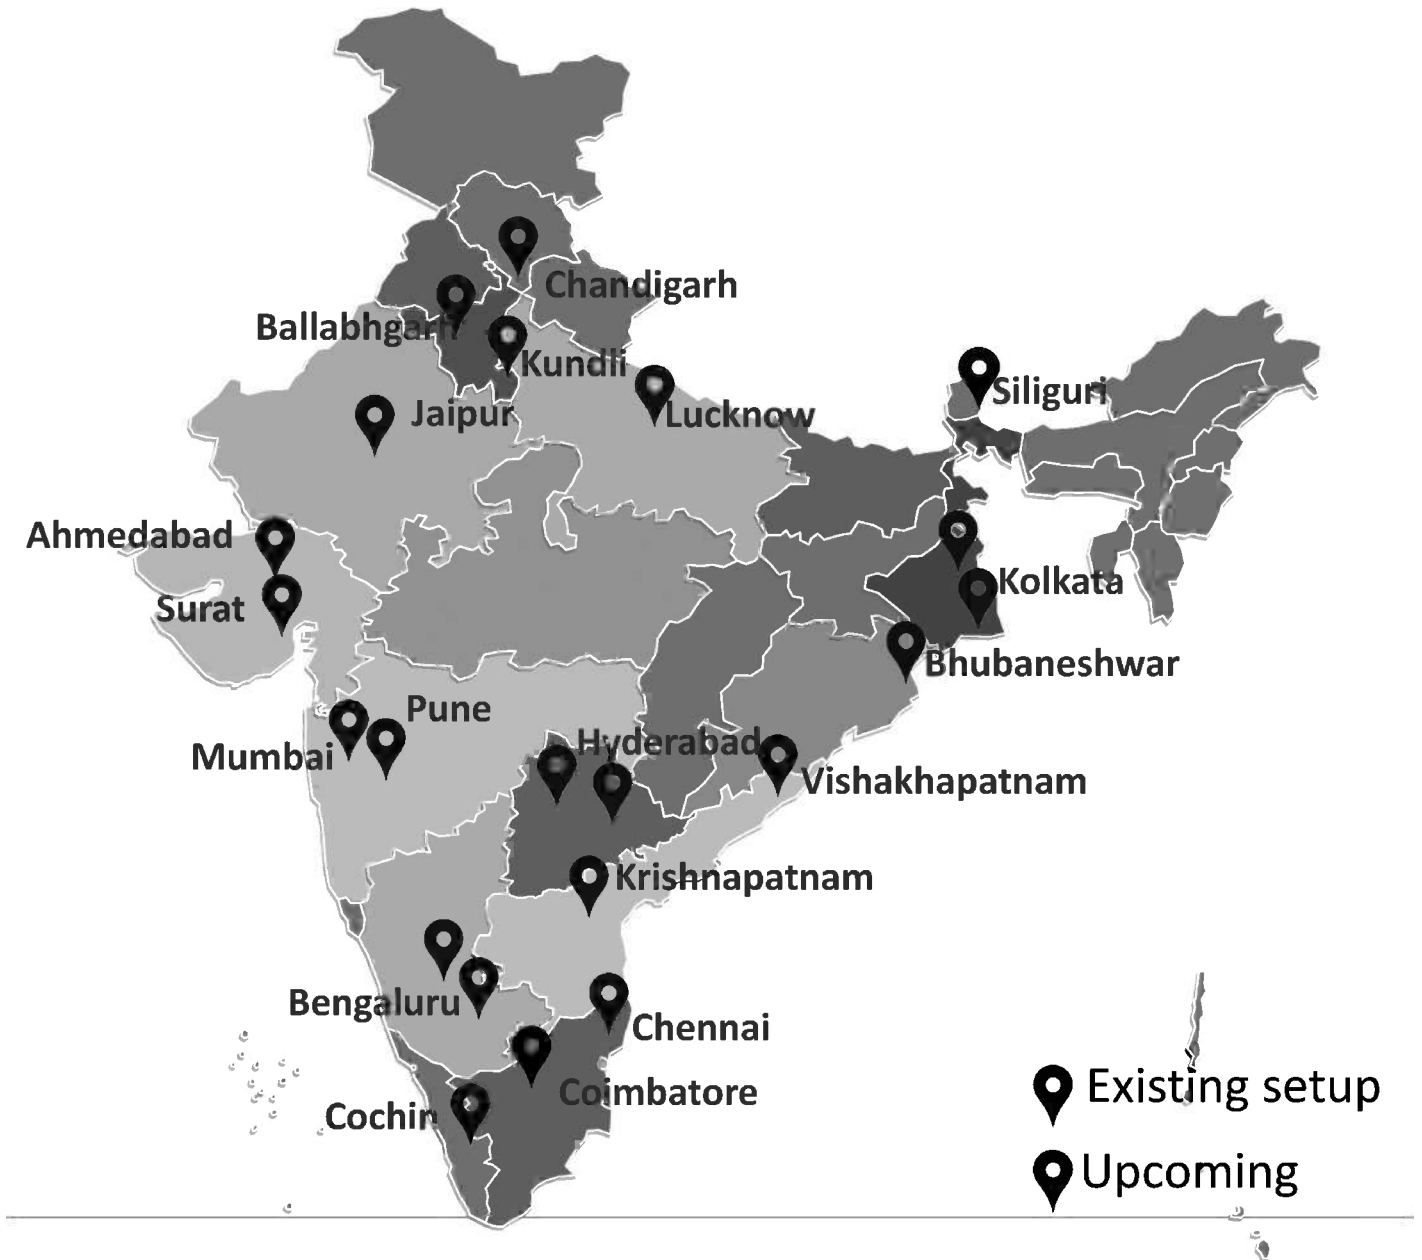 Chandigarh
Ballabhgarh
Kundli
Siliguri
Jaipur
Lucknow
Ahmedabad
Kolkata
Surat
Bhubaneshwar
Pune
Hyderabad
Mumbai
Vishakhapatnam
Krishnapatnam
Bengaluru
Chennai
Coimbatore
Existing setup
Cochin
Upcoming